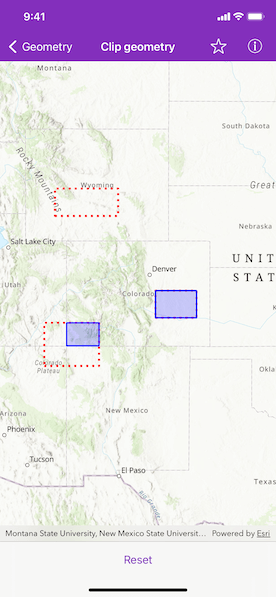 9:41
Geometry
Clip geometry
Montana
South Dakota
Rocky Mountains
Wyoming
Great
Nebraska
Salt Lake City
UNIT
STAT
Denver
Utah
Colorado
K
Colorado
Plateau
Okla
New Mexico
Arizona
Phoenix
Tucson
El Paso
Texas
Rio Grande
Montana State University, New Mexico State Universit...
Powered by Esri
Reset